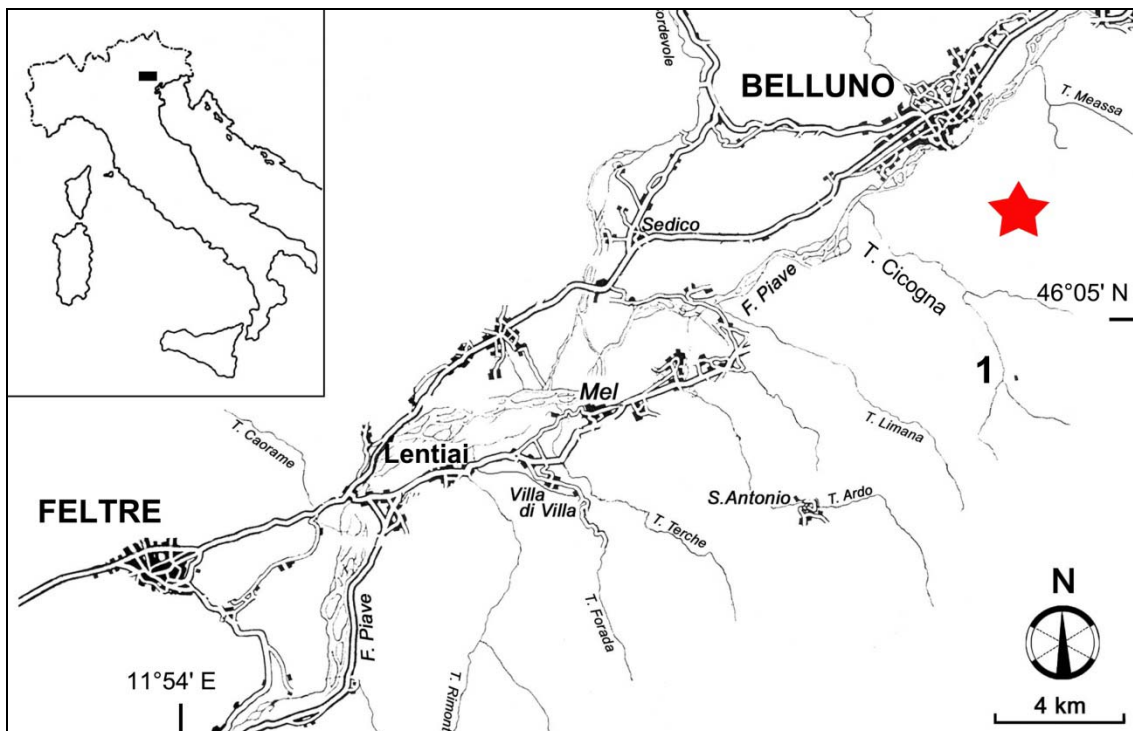 ordevole
BELLUNO
T. Meassa
Sedico
T. Cicogna
F. Piave
46°05' N
1
Mel
T. Limana
T. Caorame
Lentiai
FELTRE
Villa
di Villa
S.Antonio
T. Ardo
T. Terche
N
F. Piave
T. Forada
11°54' E
T. Rimont
4 km